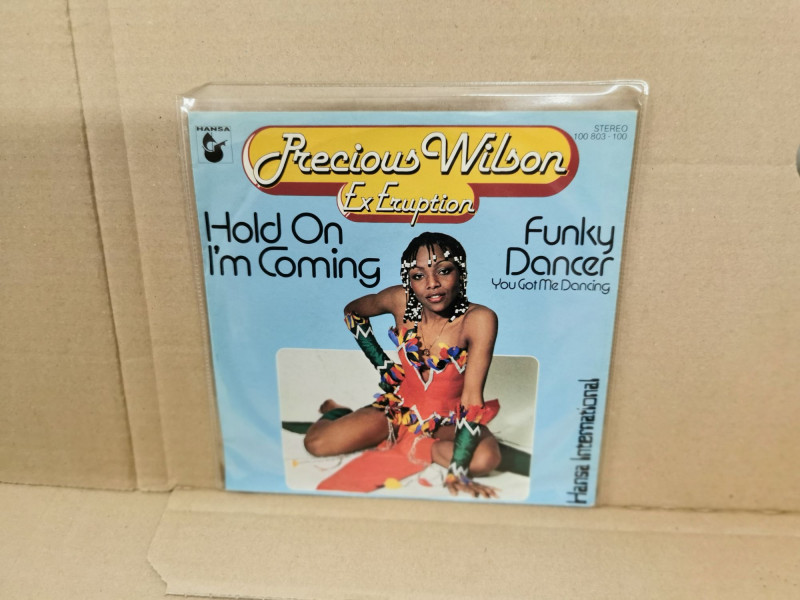 HANSA
STEREO
100 803 - 100
Precious Wilson
Ex Eruption
Hold On
I'm Coming
Funky
Dancer
You Got Me Dancing
Hansa International